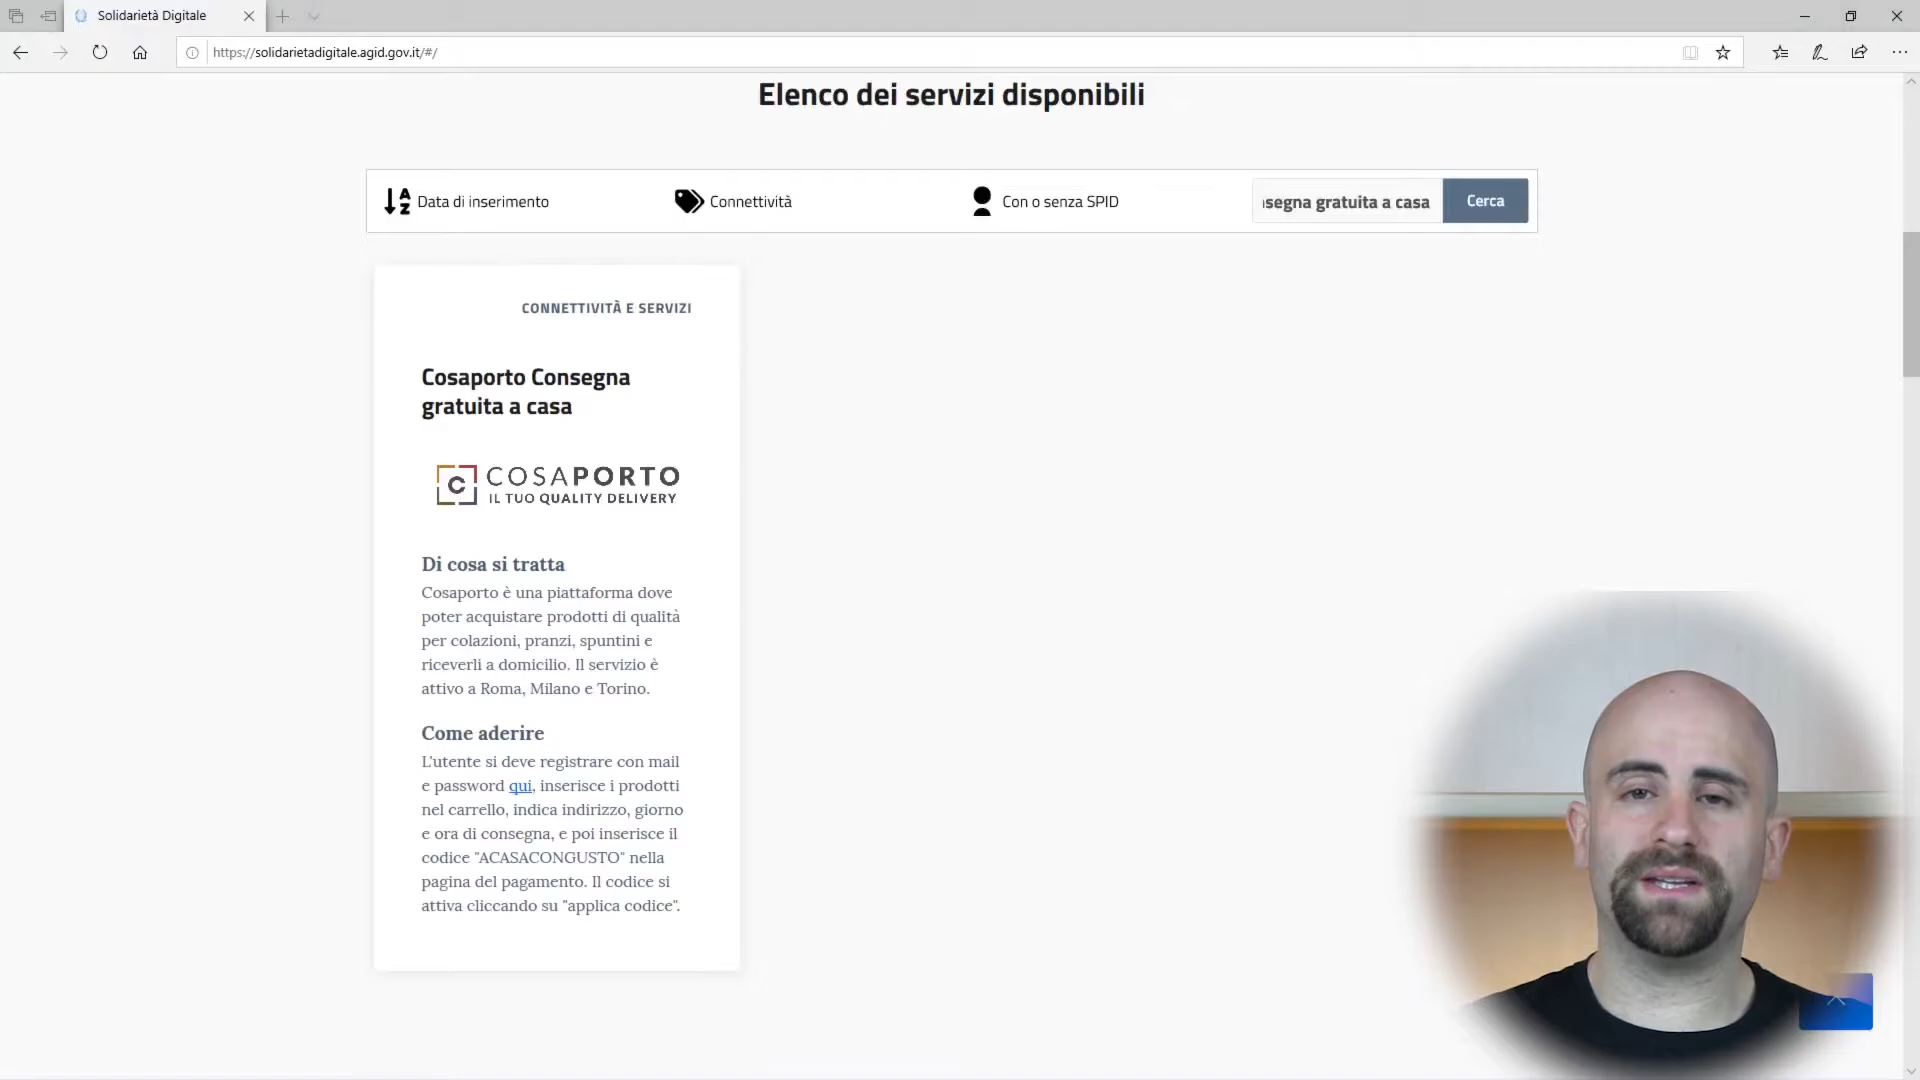 Solidarietà Digitale
https://solidarietadigitale.agid.gov.it/#/
Elenco dei servizi disponibili
Data di inserimento
Connettività
Con o senza SPID
segna gratuita a casa
Cerca
CONNETTIVITÀ E SERVIZI
Cosaporto Consegna
gratuita a casa
C COSAPORTO
IL TUO QUALITY DELIVERY
Di cosa si tratta
Cosaporto è una piattaforma dove
poter acquistare prodotti di qualità
per colazioni, pranzi, spuntini e
riceverli a domicilio. Il servizio è
attivo a Roma, Milano e Torino.
Come aderire
L'utente si deve registrare con mail
e password qui, inserisce i prodotti
nel carrello, indica indirizzo, giorno
e ora di consegna, e poi inserisce il
codice "ACASACONGUSTO" nella
pagina del pagamento. Il codice si
attiva cliccando su "applica codice".